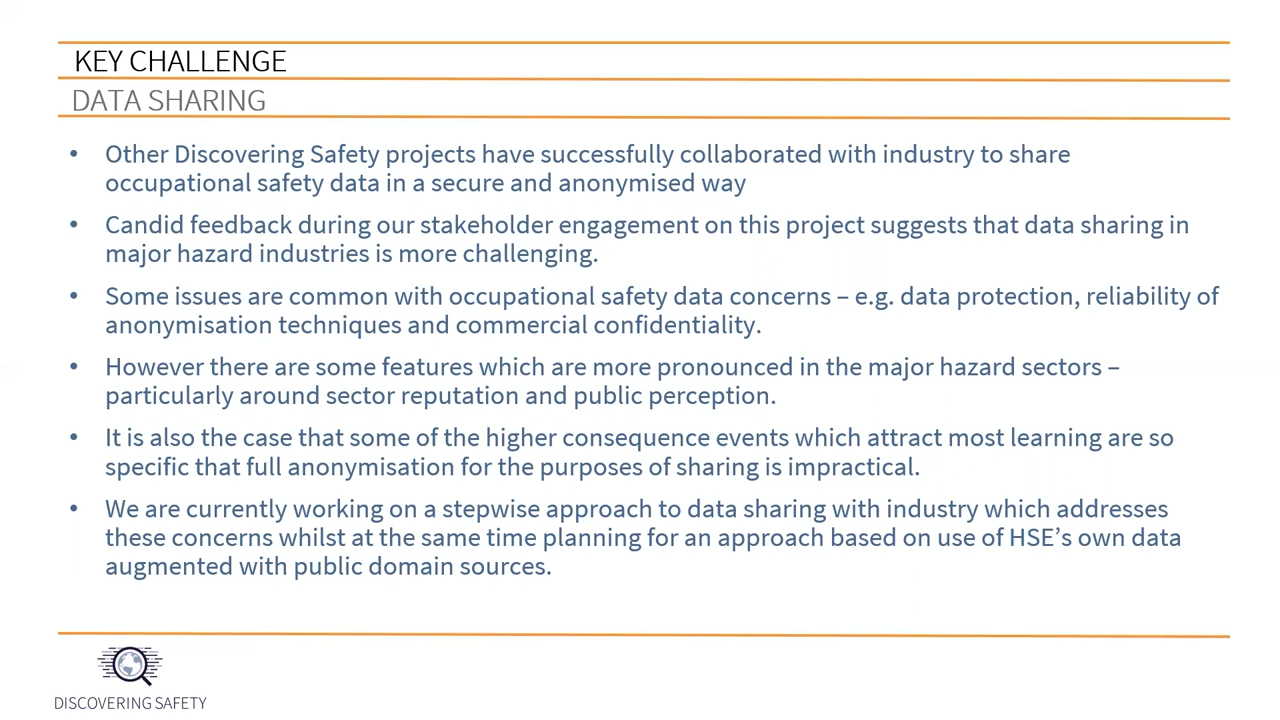 KEY CHALLENGE
DATA SHARING
• Other Discovering Safety projects have successfully collaborated with industry to share
occupational safety data in a secure and anonymised way
• Candid feedback during our stakeholder engagement on this project suggests that data sharing in
major hazard industries is more challenging.
• Some issues are common with occupational safety data concerns – e.g. data protection, reliability of
anonymisation techniques and commercial confidentiality.
• However there are some features which are more pronounced in the major hazard sectors –
particularly around sector reputation and public perception.
• It is also the case that some of the higher consequence events which attract most learning are so
specific that full anonymisation for the purposes of sharing is impractical.
• We are currently working on a stepwise approach to data sharing with industry which addresses
these concerns whilst at the same time planning for an approach based on use of HSE’s own data
augmented with public domain sources.
DISCOVERING SAFETY